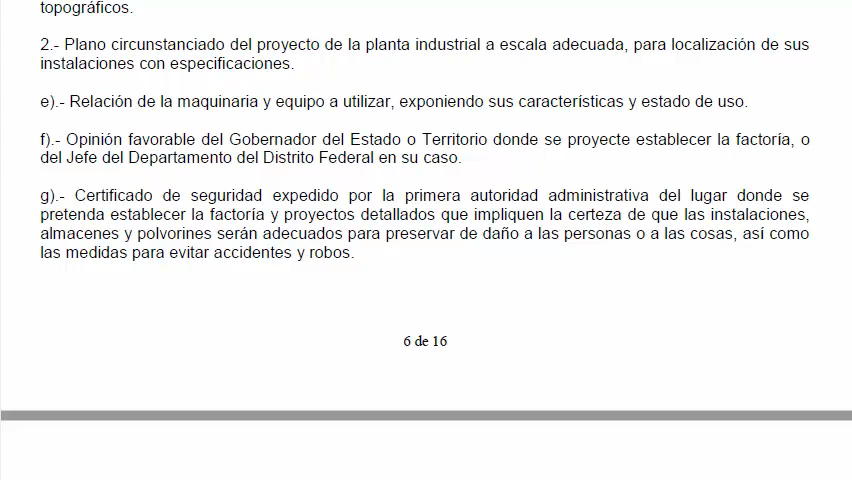 topográficos.
2.- Plano circunstanciado del proyecto de la planta industrial a escala adecuada, para localización de sus
instalaciones con especificaciones.
e).- Relación de la maquinaria y equipo a utilizar, exponiendo sus características y estado de uso.
f).- Opinión favorable del Gobernador del Estado o Territorio donde se proyecte establecer la factoría, o
del Jefe del Departamento del Distrito Federal en su caso.
g).- Certificado de seguridad expedido por la primera autoridad administrativa del lugar donde se
pretenda establecer la factoría y proyectos detallados que impliquen la certeza de que las instalaciones,
almacenes y polvorines serán adecuados para preservar de daño a las personas o a las cosas, así como
las medidas para evitar accidentes y robos.
6 de 16